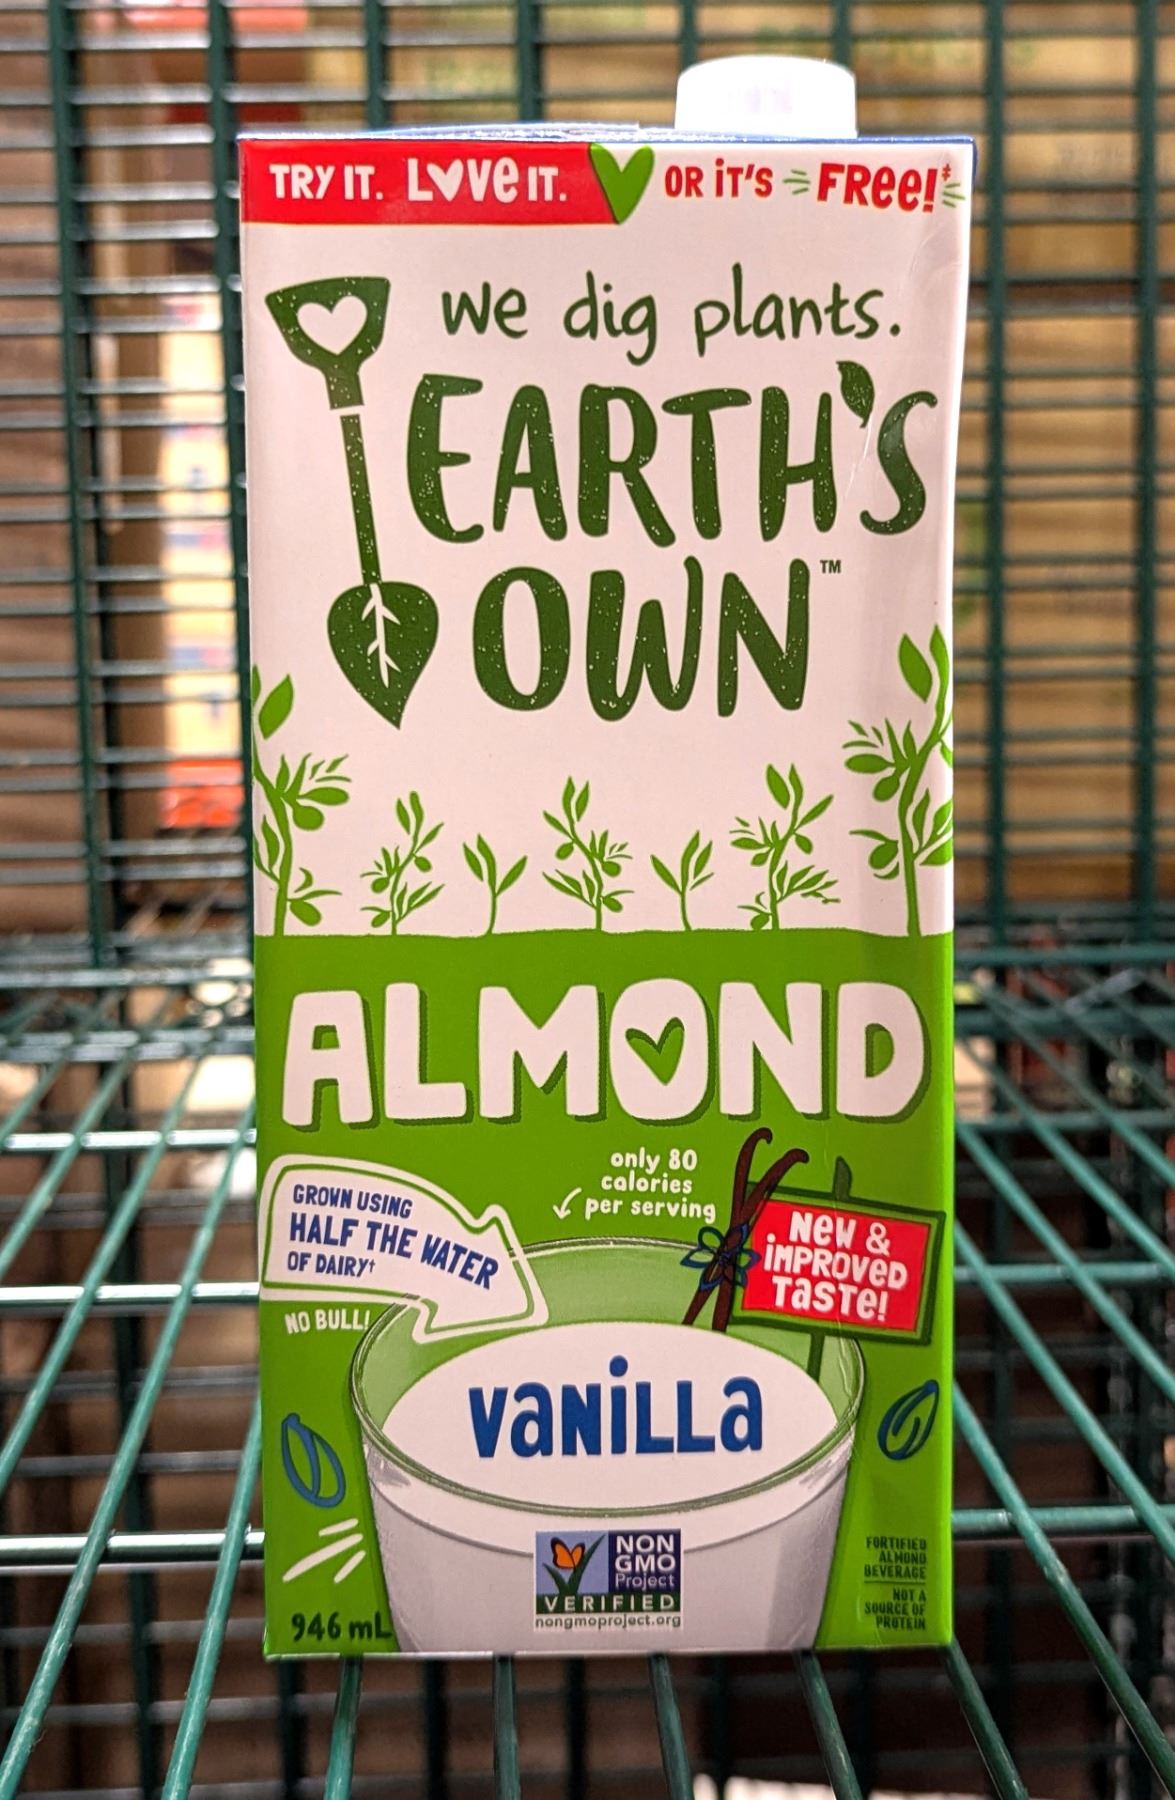 TRY IT. LOVE IT. OR IT'S FREE!‡
we dig plants.
EARTH'S
OWN™
ALMOND
only 80
calories
per serving
GROWN USING
HALF THE WATER
OF DAIRY†
NO BULL!
NEW &
IMPROVED
TASTE!
VANILLA
NON
GMO
Project
VERIFIED
nongmoproject.org
FORTIFIED
ALMOND
BEVERAGE
NOT A
SOURCE OF
PROTEIN
946 mL